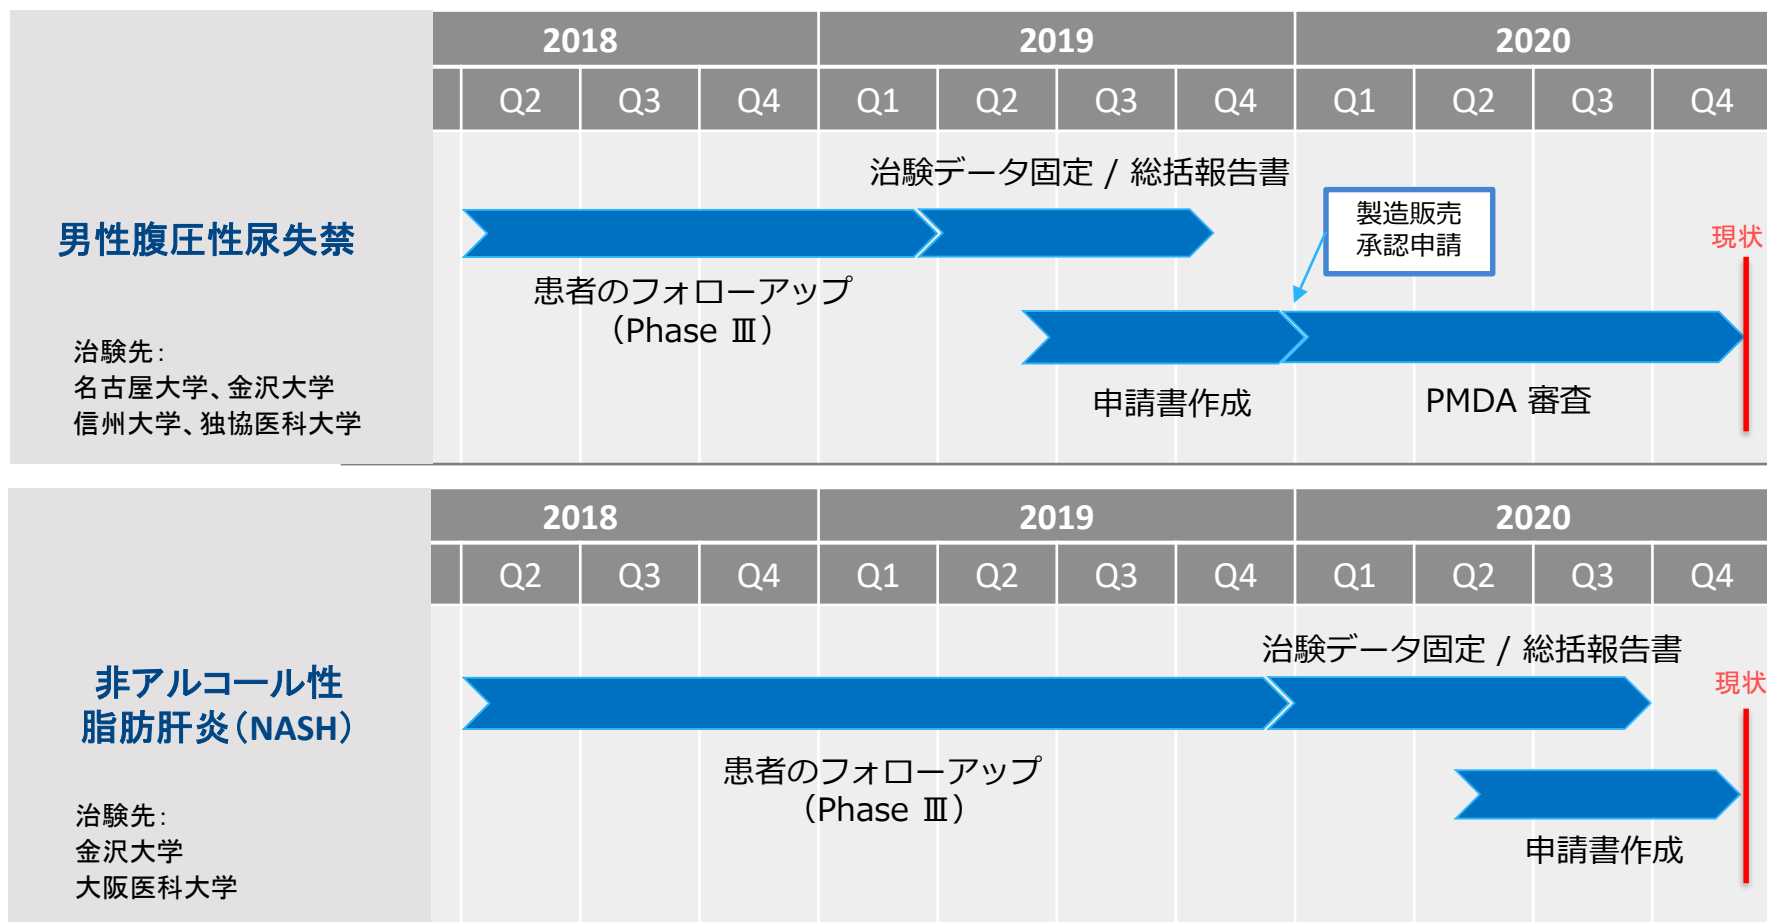 2018 2019 2020
Q2 Q3 Q4 Q1 Q2 Q3 Q4 Q1 Q2 Q3 Q4
男性腹圧性尿失禁
治験先：
名古屋大学、金沢大学
信州大学、独協医科大学
治験データ固定 / 総括報告書
患者のフォローアップ
（Phase Ⅲ）
製造販売
承認申請
現状
申請書作成
PMDA 審査
2018 2019 2020
Q2 Q3 Q4 Q1 Q2 Q3 Q4 Q1 Q2 Q3 Q4
非アルコール性
脂肪肝炎（NASH）
治験先：
金沢大学
大阪医科大学
治験データ固定 / 総括報告書
現状
患者のフォローアップ
（Phase Ⅲ）
申請書作成